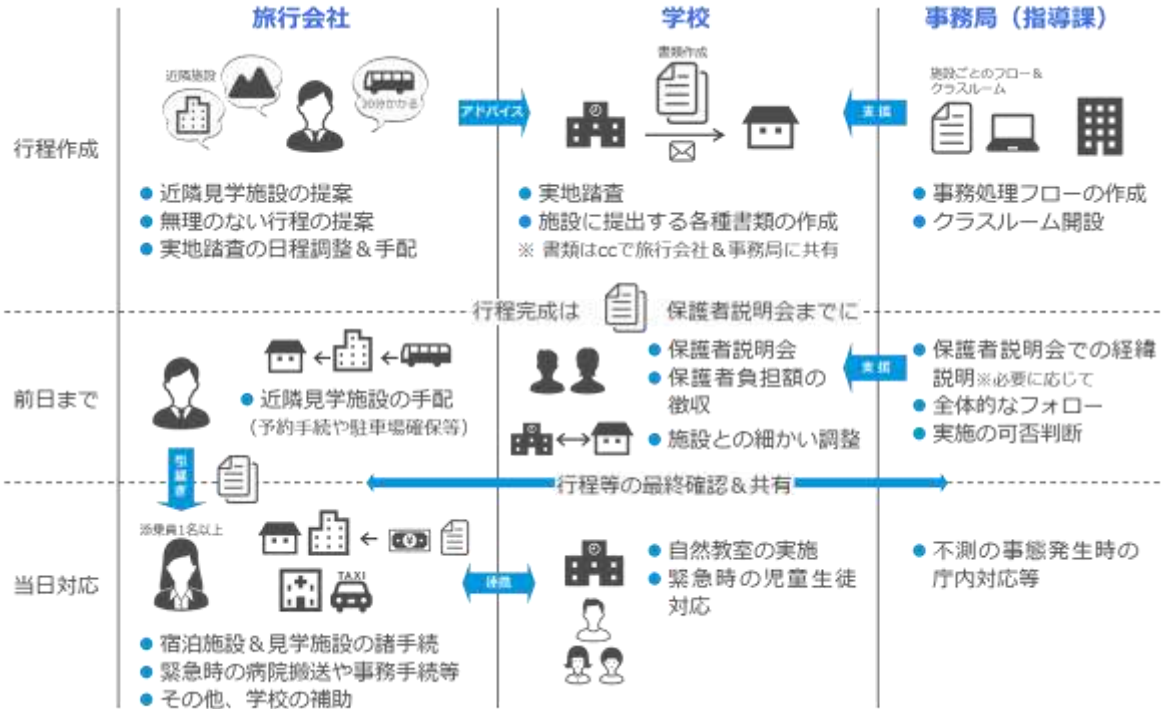 旅行会社
学校
事務局（指導課）
行程作成
近隣施設
30分かかる
アドバイス
書類作成
支援
施設ごとのフロー＆
クラスルーム
● 近隣見学施設の提案
● 無理のない行程の提案
● 実地踏査の日程調整＆手配
● 実地踏査
● 施設に提出する各種書類の作成
※ 書類はccで旅行会社＆事務局に共有
● 事務処理フローの作成
● クラスルーム開設
行程完成は 保護者説明会までに
前日まで
● 近隣見学施設の手配
（予約手続や駐車場確保等）
● 保護者説明会
● 保護者負担額の
徴収
● 施設との細かい調整
支援
● 保護者説明会での経緯
説明※必要に応じて
● 全体的なフォロー
● 実施の可否判断
引継ぎ
行程等の最終確認＆共有
当日対応
添乗員1名以上
TAXI
連携
● 宿泊施設＆見学施設の諸手続
● 緊急時の病院搬送や事務手続等
● その他、学校の補助
● 自然教室の実施
● 緊急時の児童生徒
対応
● 不測の事態発生時の
庁内対応等